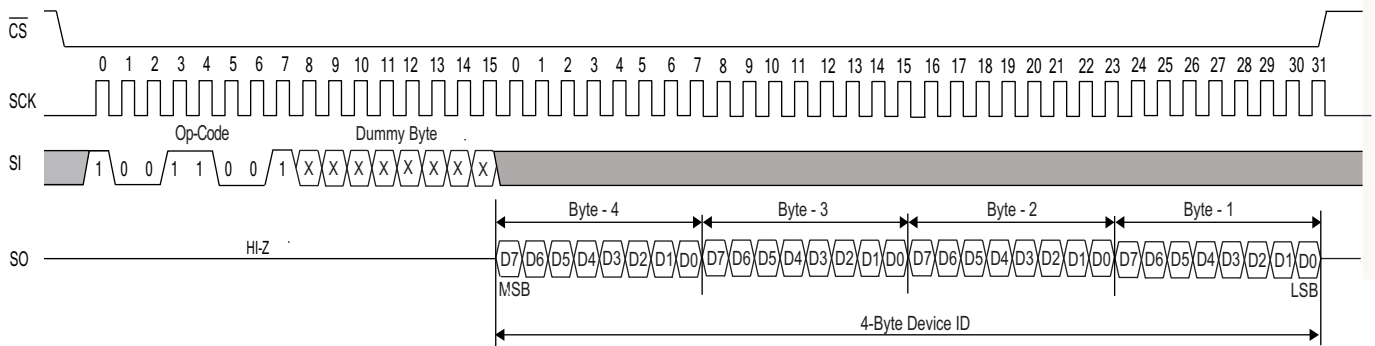 CS
0 1 2 3 4 5 6 7 8 9 10 11 12 13 14 15 0 1 2 3 4 5 6 7 8 9 10 11 12 13 14 15 16 17 18 19 20 21 22 23 24 25 26 27 28 29 30 31
SCK
Op-Code Dummy Byte
SI 1 0 0 1 1 0 0 1 X X X X X X X X
Byte - 4 Byte - 3 Byte - 2 Byte - 1
HI-Z
SO D7 D6 D5 D4 D3 D2 D1 D0 D7 D6 D5 D4 D3 D2 D1 D0 D7 D6 D5 D4 D3 D2 D1 D0 D7 D6 D5 D4 D3 D2 D1 D0
MSB LSB
4-Byte Device ID